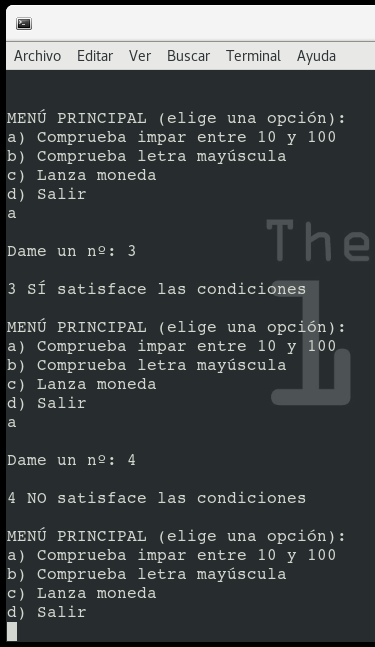 Archivo Editar Ver Buscar Terminal Ayuda
MENÚ PRINCIPAL (elige una opción):
a) Comprueba impar entre 10 y 100
b) Comprueba letra mayúscula
c) Lanza moneda
d) Salir
a
Dame un nº: 3
3 SÍ satisface las condiciones
MENÚ PRINCIPAL (elige una opción):
a) Comprueba impar entre 10 y 100
b) Comprueba letra mayúscula
c) Lanza moneda
d) Salir
a
Dame un nº: 4
4 NO satisface las condiciones
MENÚ PRINCIPAL (elige una opción):
a) Comprueba impar entre 10 y 100
b) Comprueba letra mayúscula
c) Lanza moneda
d) Salir
The
1